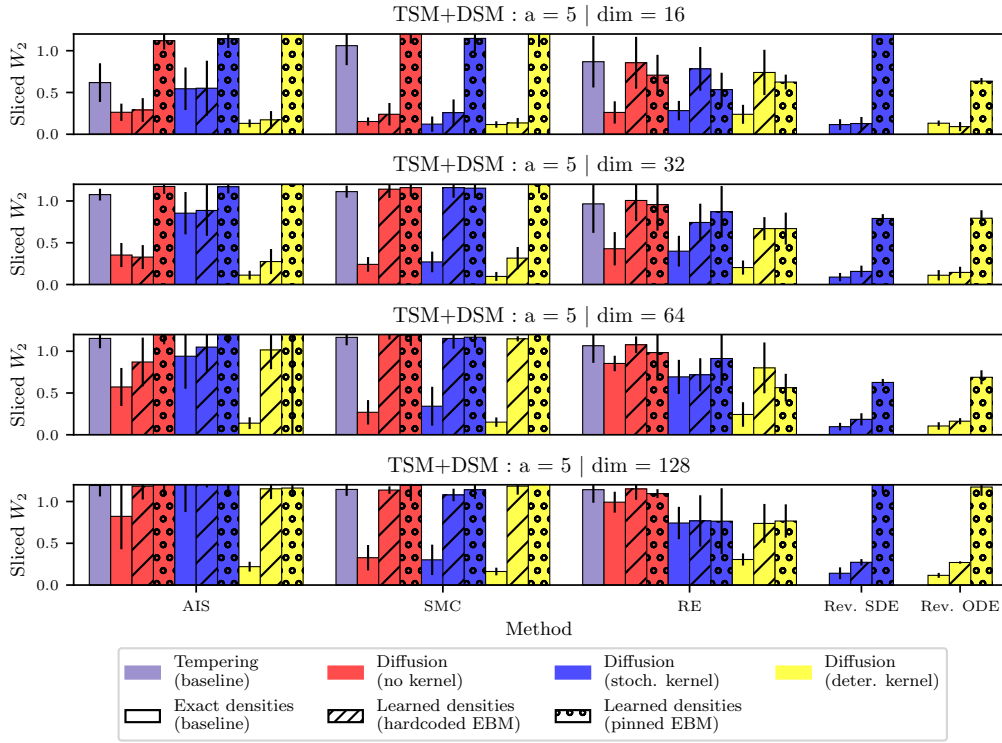 TSM+DSM : a = 5 | dim = 16
Sliced W2
1.0
0.5
0.0
TSM+DSM : a = 5 | dim = 32
Sliced W2
1.0
0.5
0.0
TSM+DSM : a = 5 | dim = 64
Sliced W2
1.0
0.5
0.0
TSM+DSM : a = 5 | dim = 128
Sliced W2
1.0
0.5
0.0
AIS SMC RE Rev. SDE Rev. ODE
Method
Tempering (baseline)
Exact densities (baseline)
Diffusion (no kernel)
Learned densities (hardcoded EBM)
Diffusion (stoch. kernel)
Learned densities (pinned EBM)
Diffusion (deter. kernel)